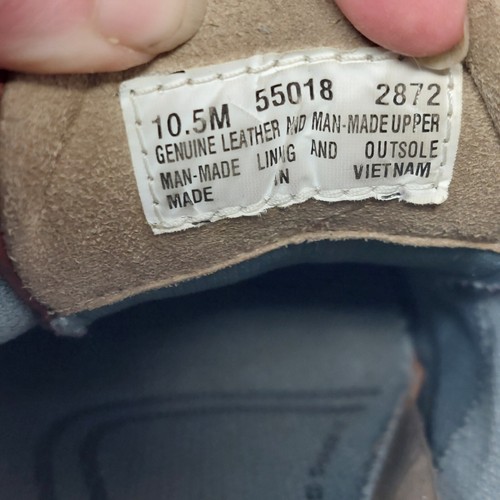 10.5M 55018 2872
GENUINE LEATHER AND MAN-MADE UPPER
MAN-MADE LINING AND OUTSOLE
MADE IN VIETNAM